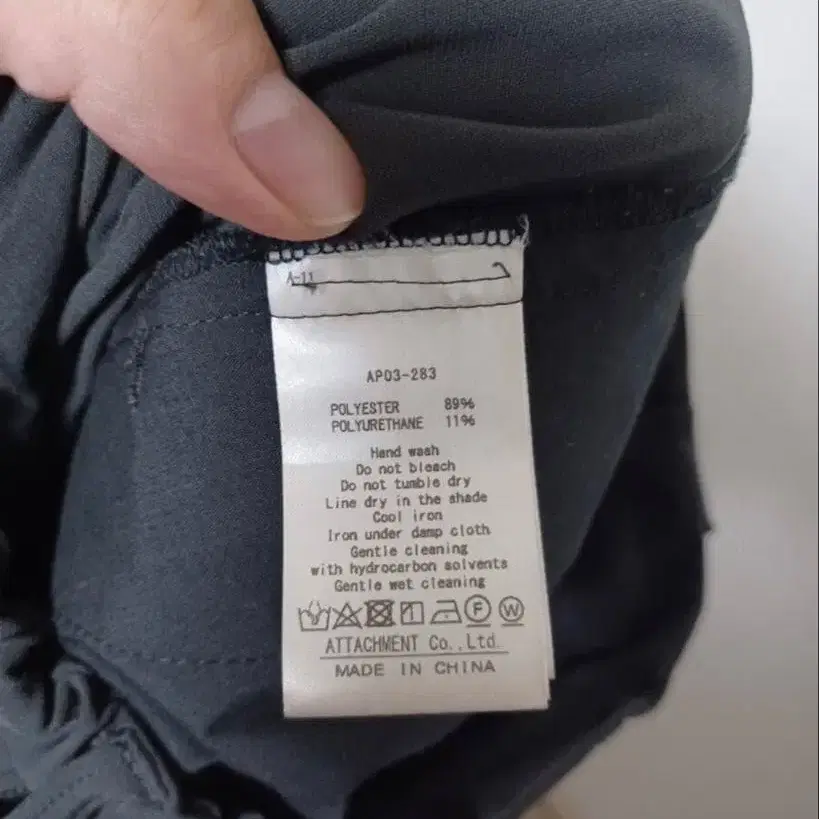 A-11
AP03-283
POLYESTER 89%
POLYURETHANE 11%
Hand wash
Do not bleach
Do not tumble dry
Line dry in the shade
Cool iron
Iron under damp cloth
Gentle cleaning
with hydrocarbon solvents
Gentle wet cleaning
F W
ATTACHMENT Co.,Ltd.
MADE IN CHINA